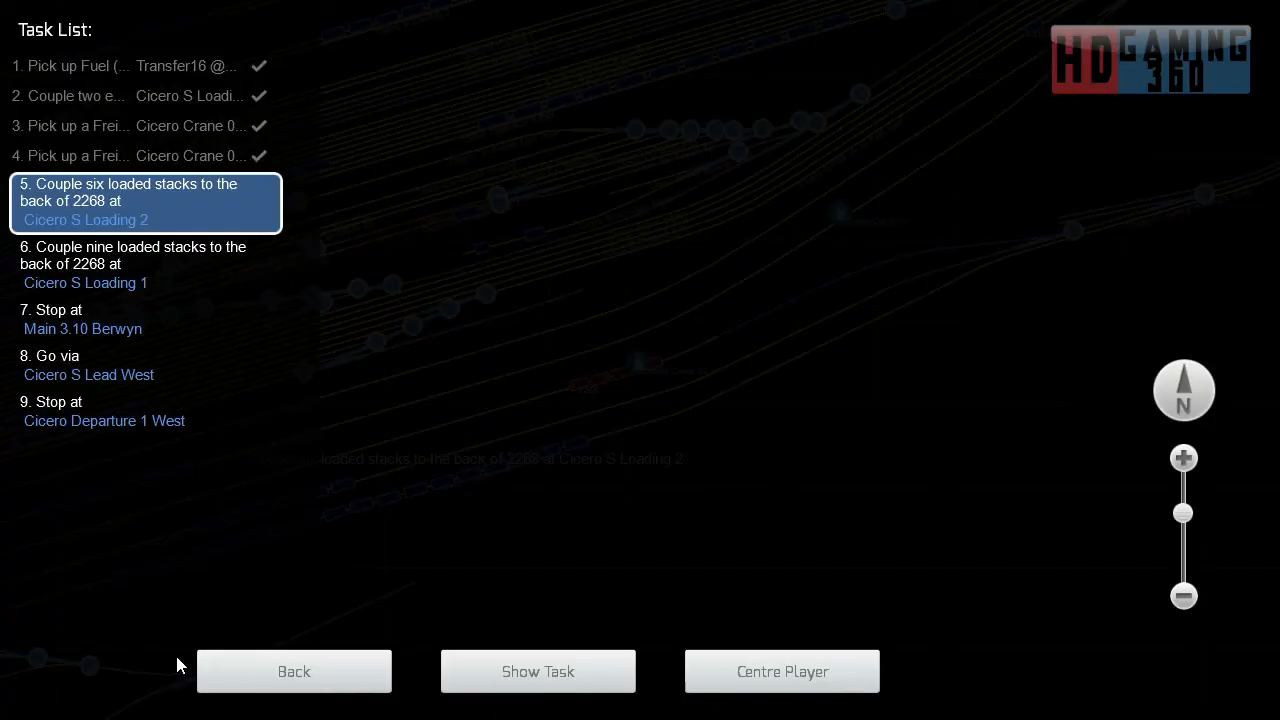 Task List:
1. Pick up Fuel (... Transfer16 @...
2. Couple two e... Cicero S Loadi...
3. Pick up a Frei... Cicero Crane 0...
4. Pick up a Frei... Cicero Crane 0...
5. Couple six loaded stacks to the
back of 2268 at
Cicero S Loading 2
6. Couple nine loaded stacks to the
back of 2268 at
Cicero S Loading 1
7. Stop at
Main 3.10 Berwyn
8. Go via
Cicero S Lead West
9. Stop at
Cicero Departure 1 West
loaded stacks to the back of 2268 at Cicero S Loading 2
HD GAMING
360
N
Back
Show Task
Centre Player